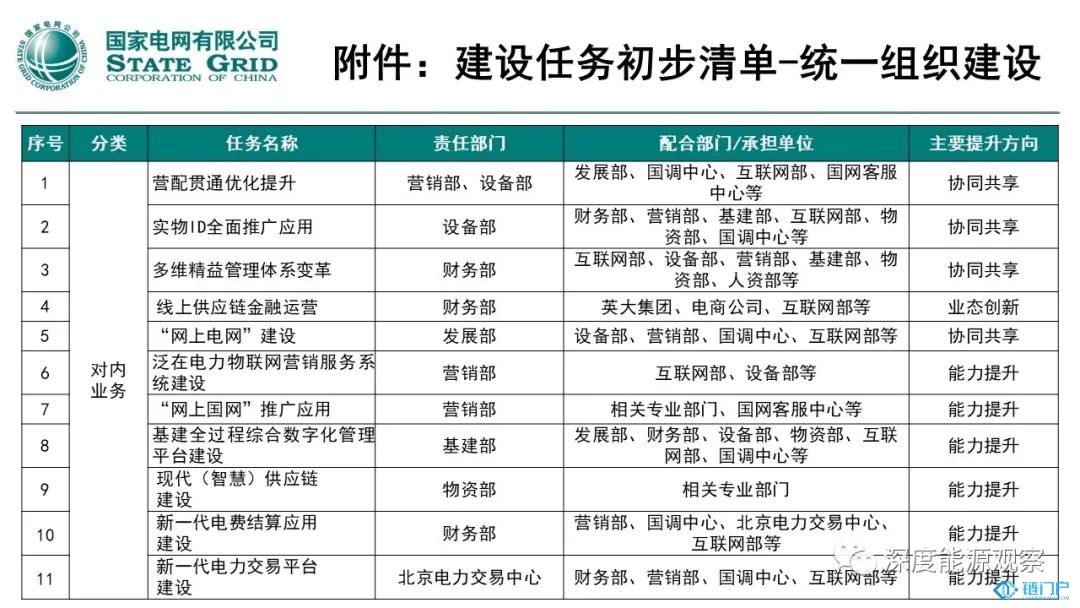 国家电网公司
STATE GRID CORPORATION OF CHINA
国家电网有限公司
STATE GRID
CORPORATION OF CHINA
附件：建设任务初步清单-统一组织建设
序号 分类 任务名称 责任部门 配合部门/承担单位 主要提升方向
对内
业务
1 营配贯通优化提升 营销部、设备部 发展部、国调中心、互联网部、国网客服
中心等 协同共享
2 实物ID全面推广应用 设备部 财务部、营销部、基建部、互联网部、物
资部、国调中心等 协同共享
3 多维精益管理体系变革 财务部 互联网部、设备部、营销部、基建部、物
资部、人资部等 协同共享
4 线上供应链金融运营 财务部 英大集团、电商公司、互联网部等 业态创新
5 “网上电网”建设 发展部 设备部、营销部、国调中心、互联网部等 协同共享
6 泛在电力物联网营销服务系
统建设 营销部 互联网部、设备部等 能力提升
7 “网上国网”推广应用 营销部 相关专业部门、国网客服中心等 能力提升
8 基建全过程综合数字化管理
平台建设 基建部 发展部、财务部、设备部、物资部、互联
网部、国调中心等 能力提升
9 现代（智慧）供应链
建设 物资部 相关专业部门 能力提升
10 新一代电费结算应用
建设 财务部 营销部、国调中心、北京电力交易中心、
互联网部等 能力提升
11 新一代电力交易平台
建设 北京电力交易中心 财务部、营销部、国调中心、互联网部等 能力提升
深度能源观察
链门户